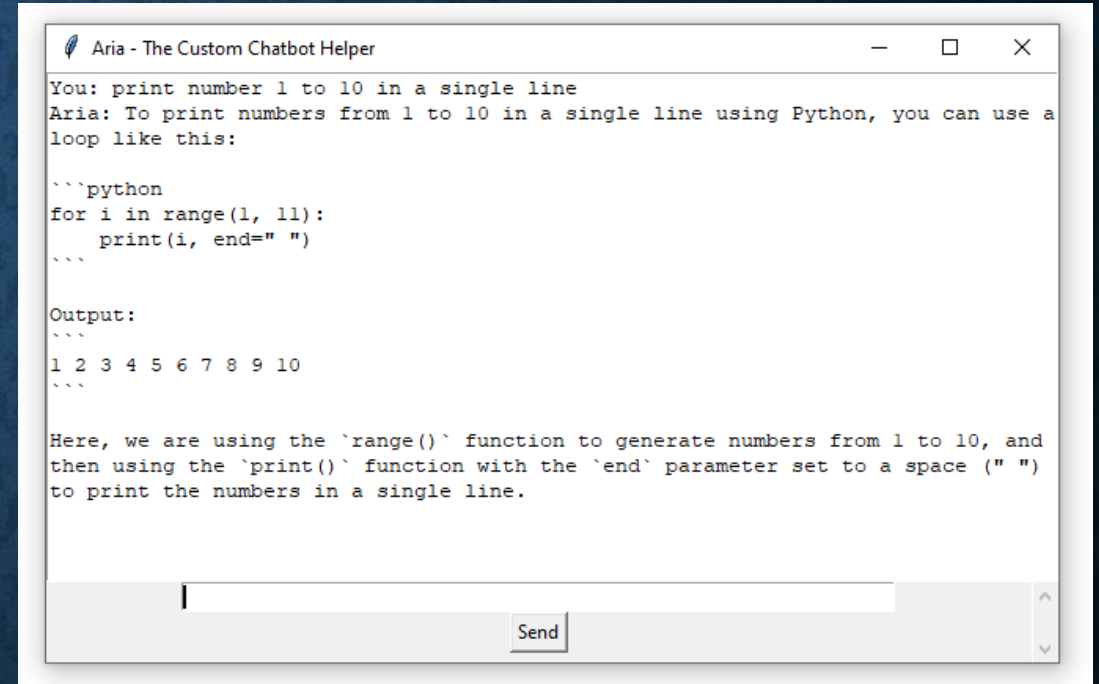 Aria - The Custom Chatbot Helper
You: print number 1 to 10 in a single line
Aria: To print numbers from 1 to 10 in a single line using Python, you can use a
loop like this:
```python
for i in range(1, 11):
    print(i, end=" ")
```
Output:
```
1 2 3 4 5 6 7 8 9 10
```
Here, we are using the `range()` function to generate numbers from 1 to 10, and
then using the `print()` function with the `end` parameter set to a space (" ")
to print the numbers in a single line.
Send